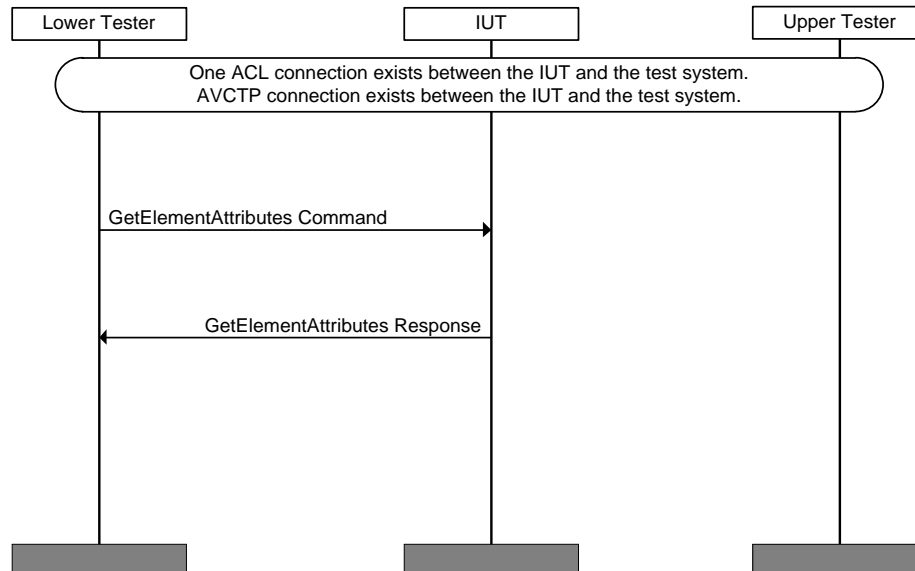 Lower Tester
IUT
Upper Tester
One ACL connection exists between the IUT and the test system.
AVCTP connection exists between the IUT and the test system.
GetElementAttributes Command
GetElementAttributes Response